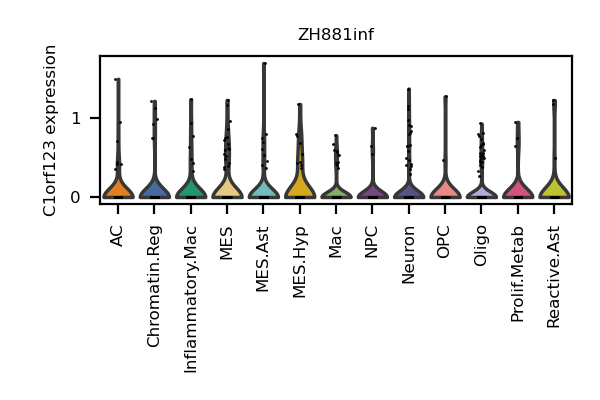 ZH881inf
C1orf123 expression
1
0
AC
Chromatin.Reg
Inflammatory.Mac
MES
MES.Ast
MES.Hyp
Mac
NPC
Neuron
OPC
Oligo
Prolif.Metab
Reactive.Ast